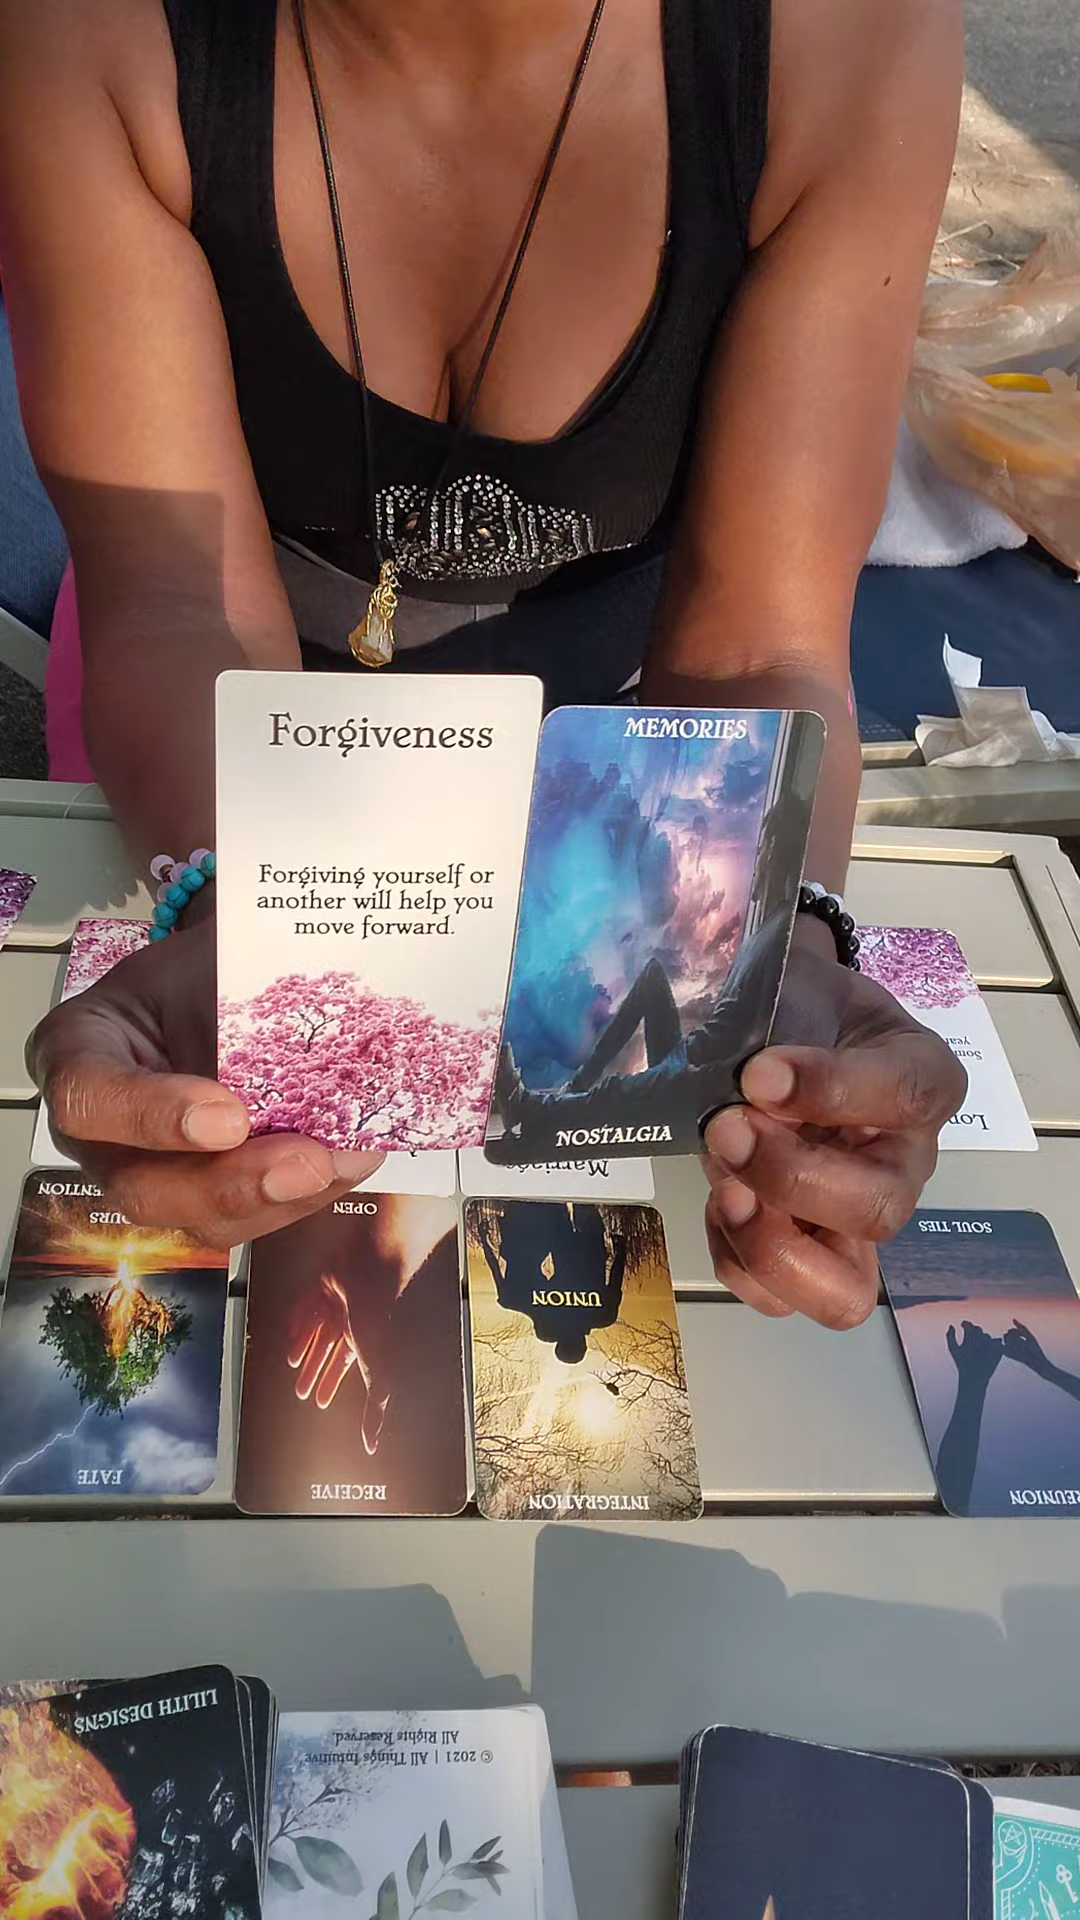 Forgiveness
Forgiving yourself or
another will help you
move forward.
MEMORIES
NOSTALGIA
Marriage
OPEN
RECEIVE
FATE
UNION
INTEGRATION
SOUL TIES
REUNION
LILITH DESIGNS
© 2021 | All Things Intuitive
All Rights Reserved.